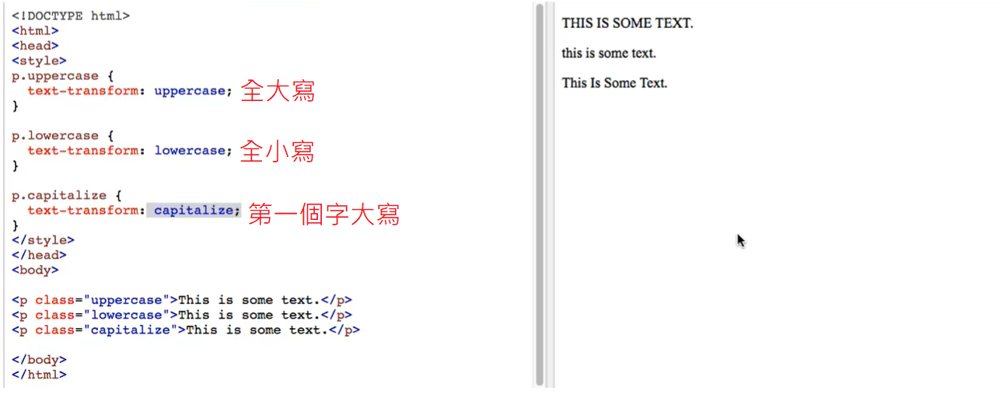 <!DOCTYPE html>
<html>
<head>
<style>
p.uppercase {
  text-transform: uppercase; 全大寫
}

p.lowercase {
  text-transform: lowercase; 全小寫
}

p.capitalize {
  text-transform: capitalize; 第一個字大寫
}
</style>
</head>
<body>

<p class="uppercase">This is some text.</p>
<p class="lowercase">This is some text.</p>
<p class="capitalize">This is some text.</p>

</body>
</html>
THIS IS SOME TEXT.
this is some text.
This Is Some Text.